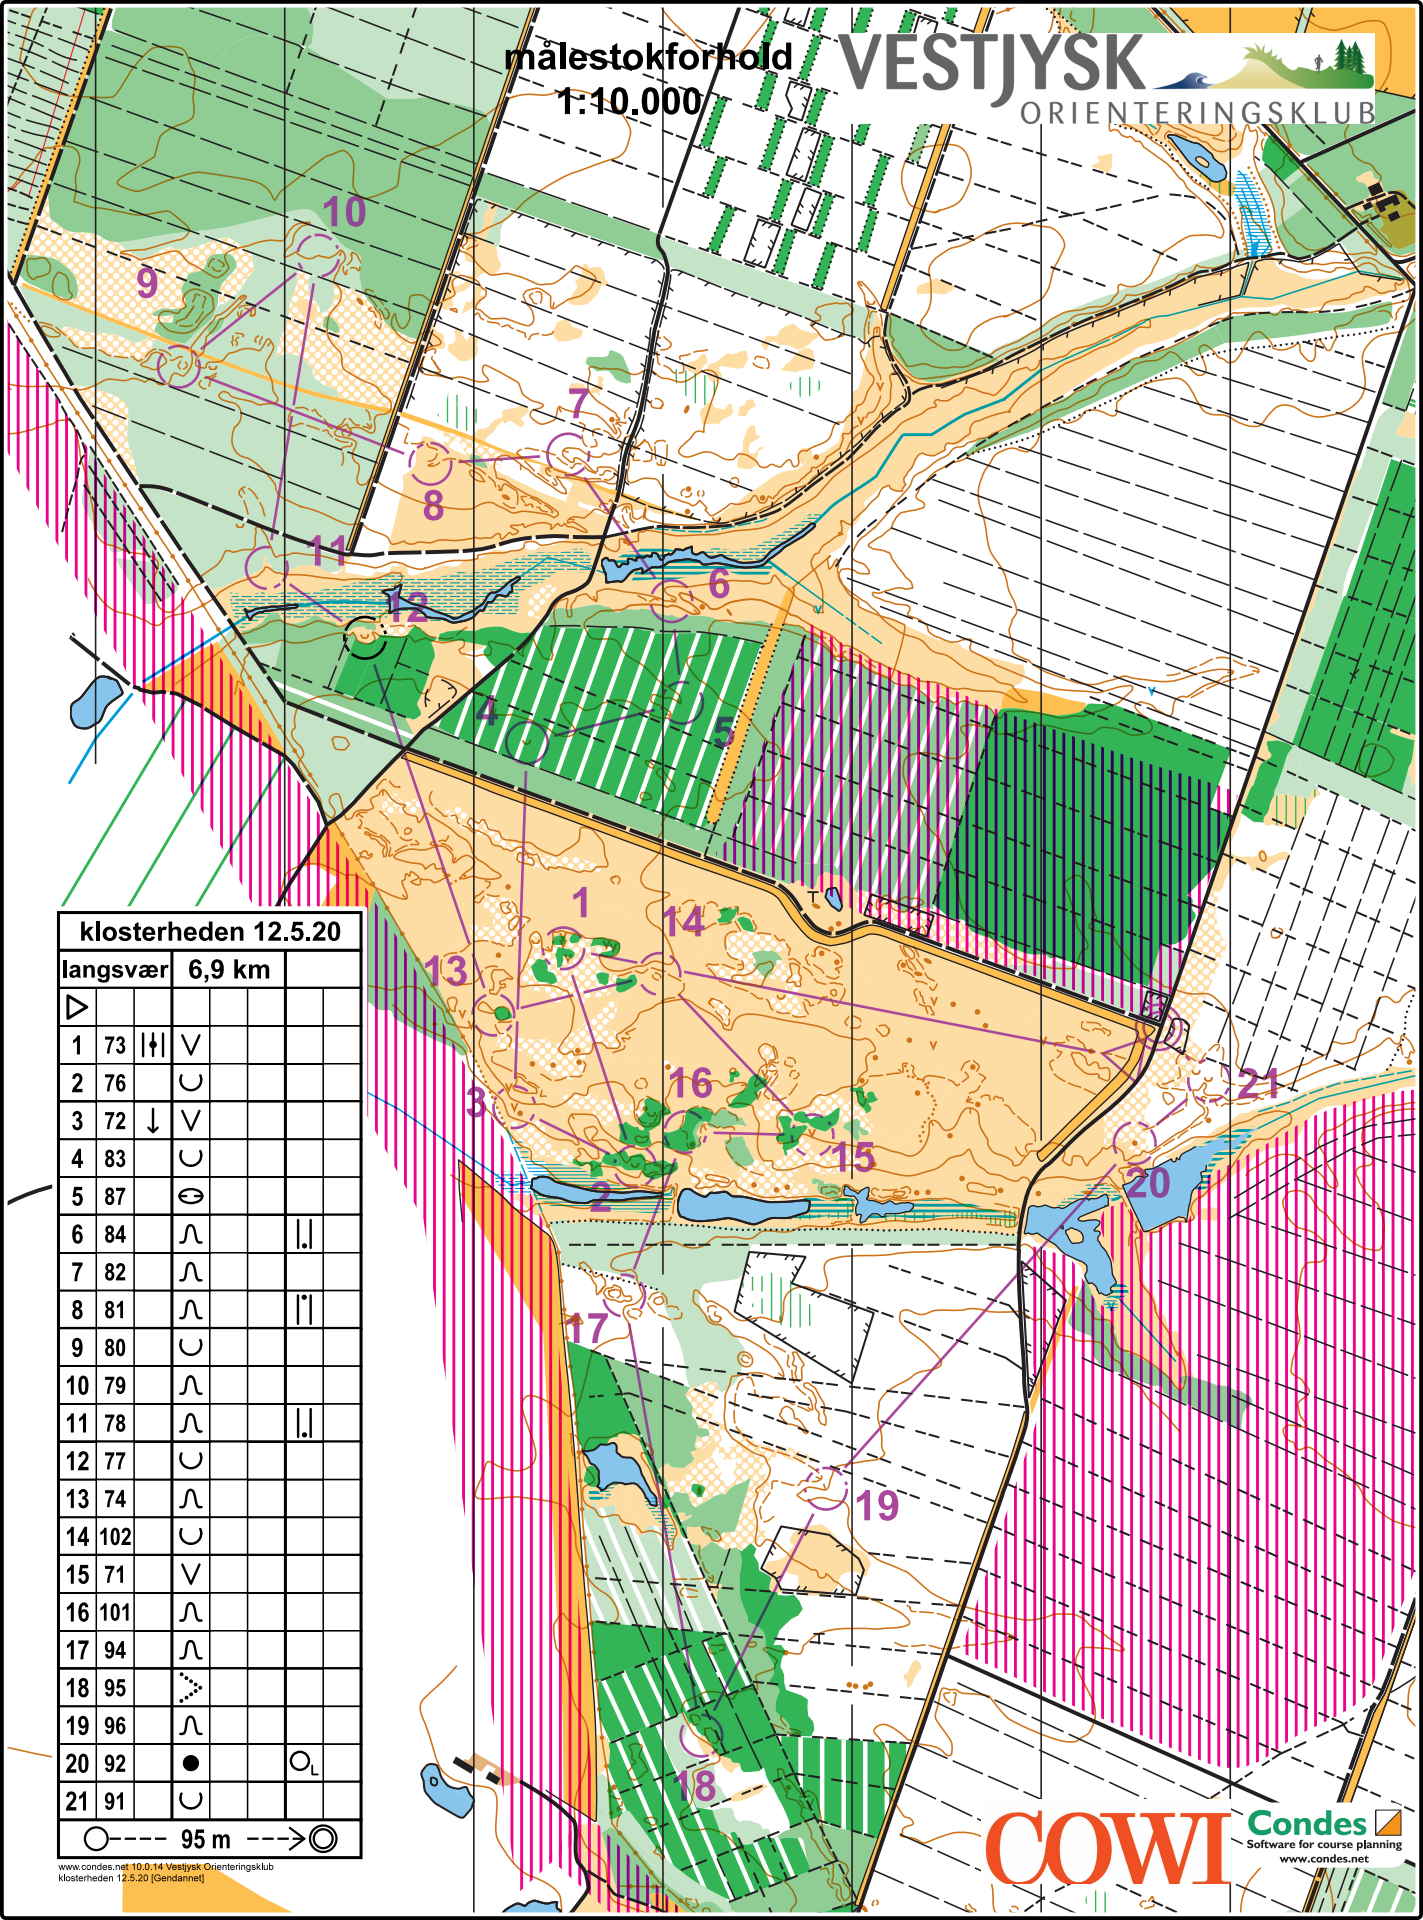 målestokforhold
1:10.000
VESTJYSK
ORIENTERINGSKLUB
10
9
7
8
11
6
12
4
5
1
14
13
16
3
21
15
20
2
17
19
18
T
T
klosterheden 12.5.20
langsvær 6,9 km
1 73
2 76
3 72
4 83
5 87
6 84
7 82
8 81
9 80
10 79
11 78
12 77
13 74
14 102
15 71
16 101
17 94
18 95
19 96
20 92 L
21 91
95 m
www.condes.net 10.0.14 Vestjysk Orienteringsklub
klosterheden 12.5.20 [Gendannet]
COWI
Condes
Software for course planning
www.condes.net